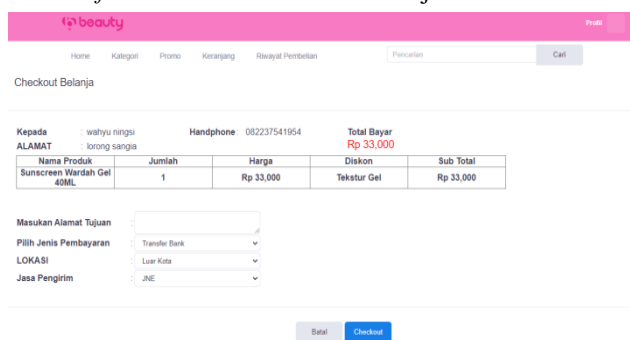 beauty
Profil
Home Kategori Promo Keranjang Riwayat Pembelian Pencarian Cari
Checkout Belanja
Kepada : wahyu ningsi Handphone : 082237541954 Total Bayar
ALAMAT : lorong sangia Rp 33,000
Nama Produk Jumlah Harga Diskon Sub Total
Sunscreen Wardah Gel 40ML 1 Rp 33,000 Tekstur Gel Rp 33,000
Masukan Alamat Tujuan :
Pilih Jenis Pembayaran : Transfer Bank
LOKASI : Luar Kota
Jasa Pengirim : JNE
Batal Checkout